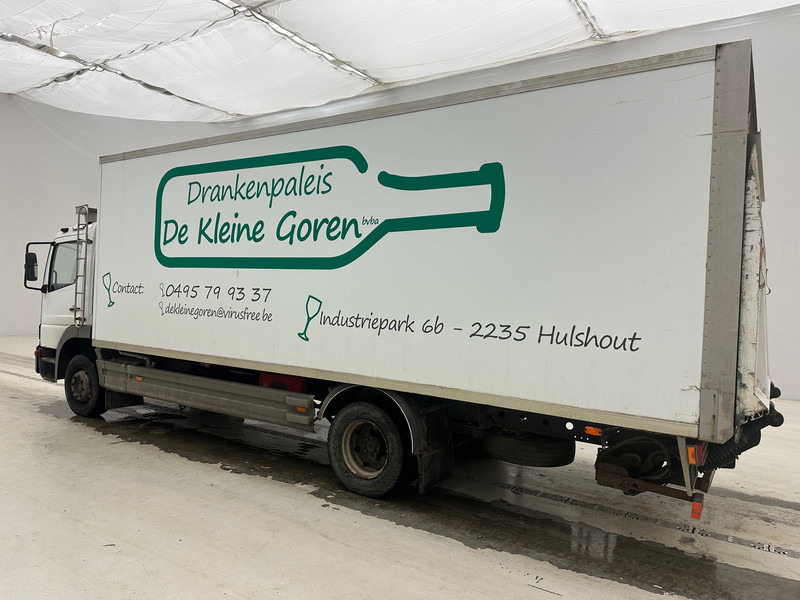 Drankenpaleis
De Kleine Goren bvba
Contact: 0495 79 93 37
dekleinegoren@virusfree.be
Industriepark 6b - 2235 Hulshout